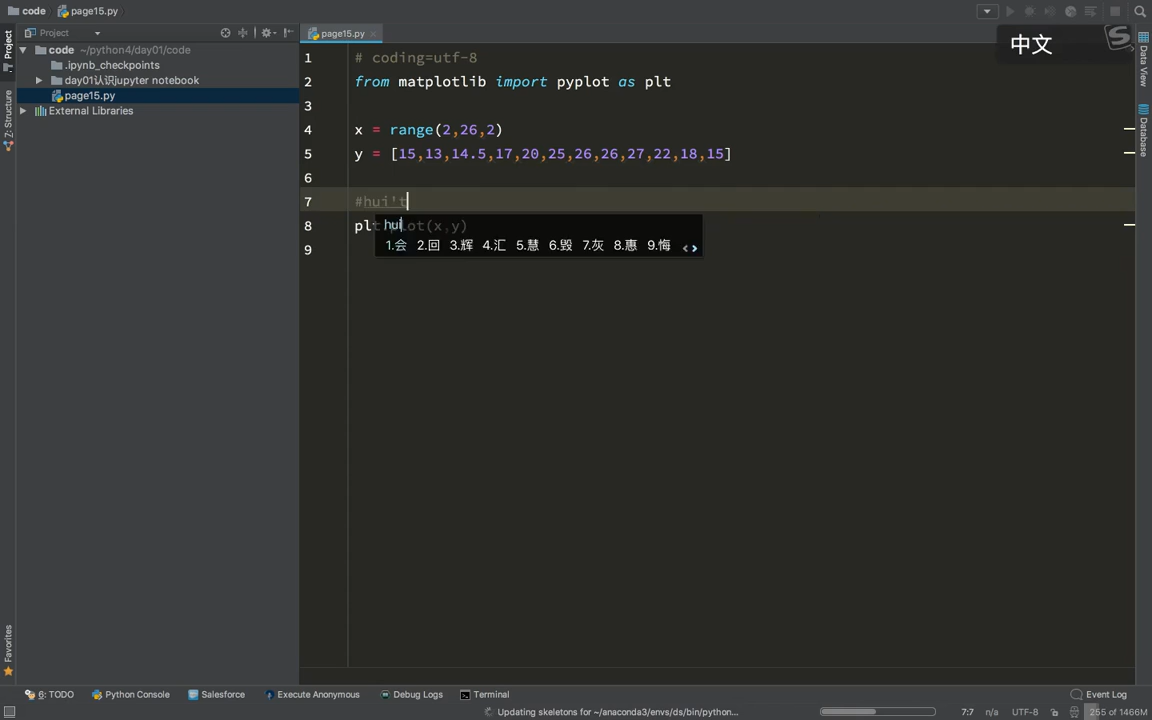 code page15.py
中文
Project
page15.py
code ~/python4/day01/code
.ipynb_checkpoints
day01认识jupyter notebook
page15.py
External Libraries
Project
Z: Structure
Favorites
Data View
Database
1 # coding=utf-8
2 from matplotlib import pyplot as plt
3
4 x = range(2,26,2)
5 y = [15,13,14.5,17,20,25,26,26,27,22,18,15]
6
7 #hui't
8 plt.plot(x,y)
9
hui
1.会 2.回 3.辉 4.汇 5.慧 6.毁 7.灰 8.惠 9.悔
6: TODO Python Console Salesforce Execute Anonymous Debug Logs Terminal Event Log
Updating skeletons for ~/anaconda3/envs/ds/bin/python... 7:7 n/a UTF-8 255 of 1466M